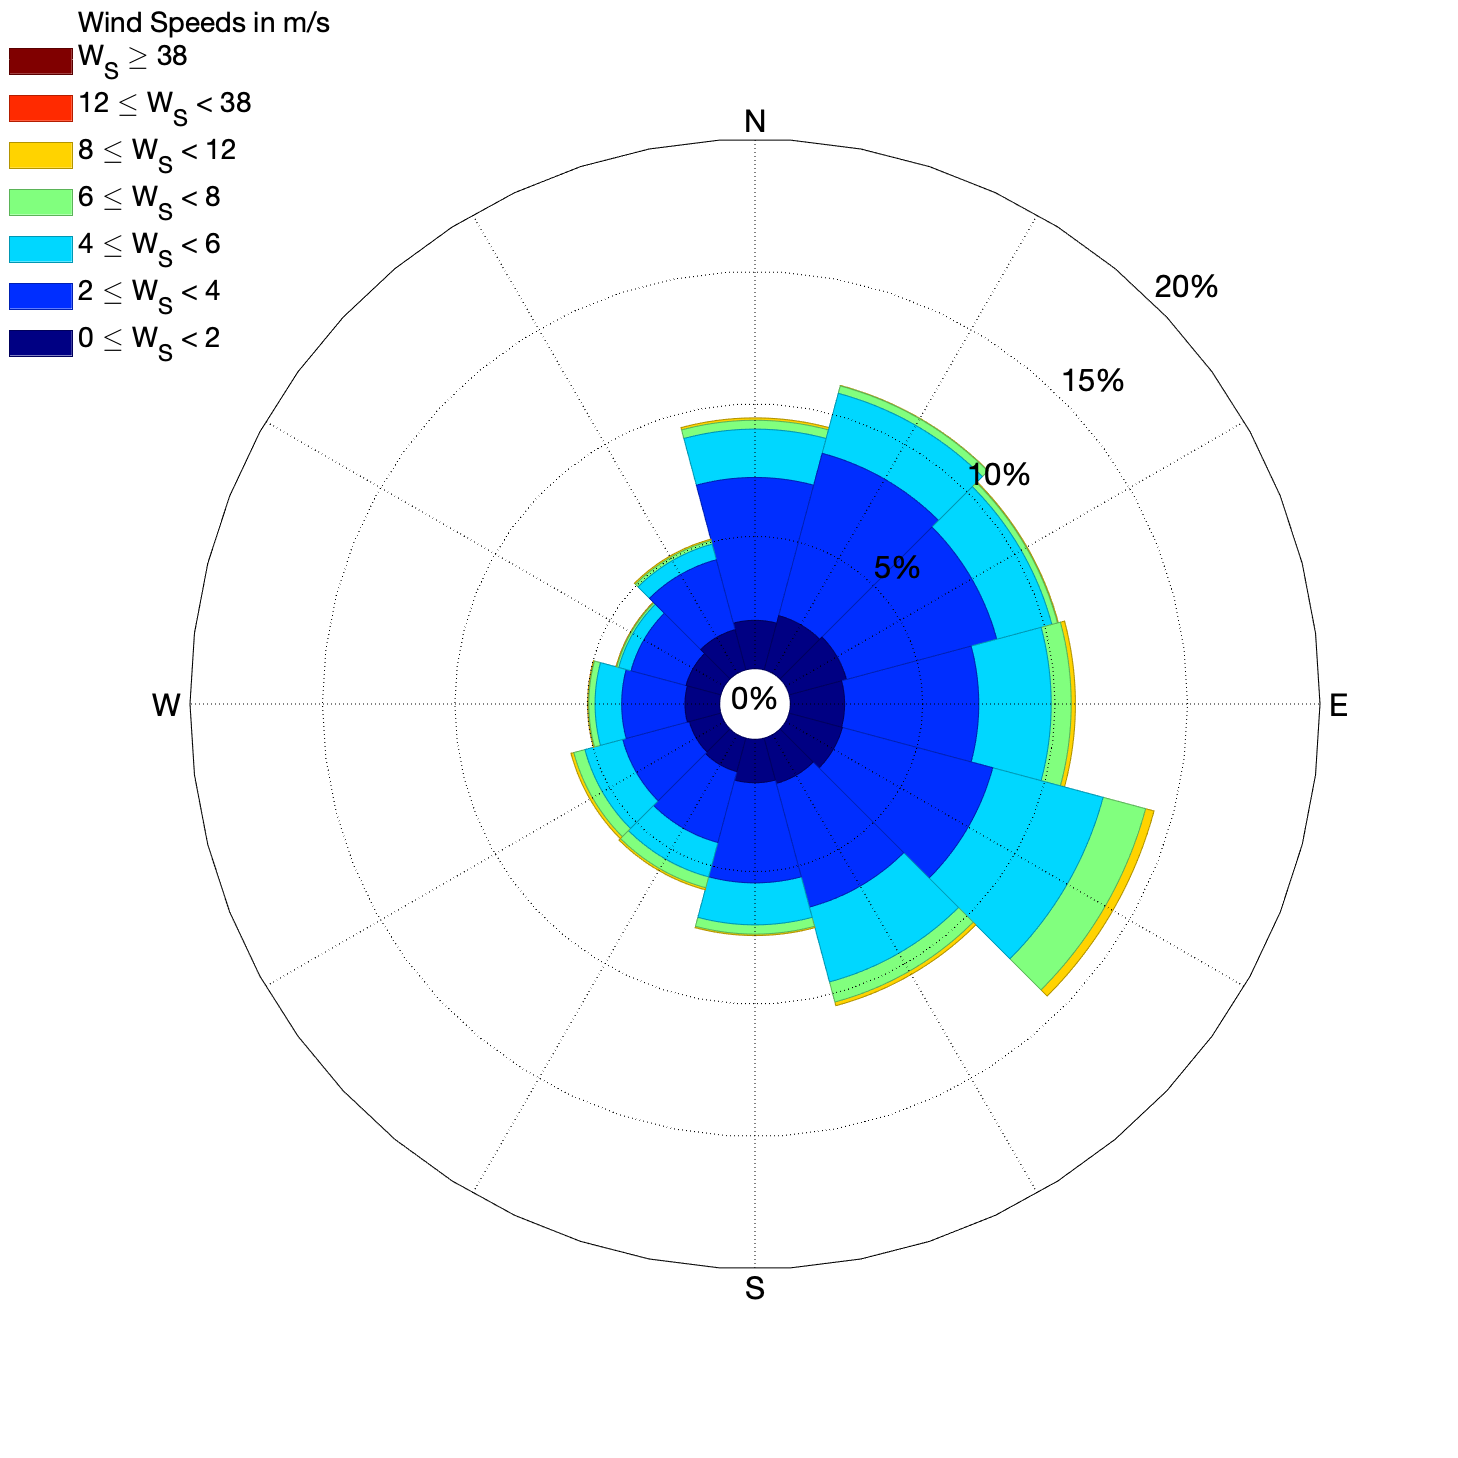 Wind Speeds in m/s
W_S ≥ 38
12 ≤ W_S < 38
8 ≤ W_S < 12
6 ≤ W_S < 8
4 ≤ W_S < 6
2 ≤ W_S < 4
0 ≤ W_S < 2
N
20%
15%
10%
5%
0%
W
E
S